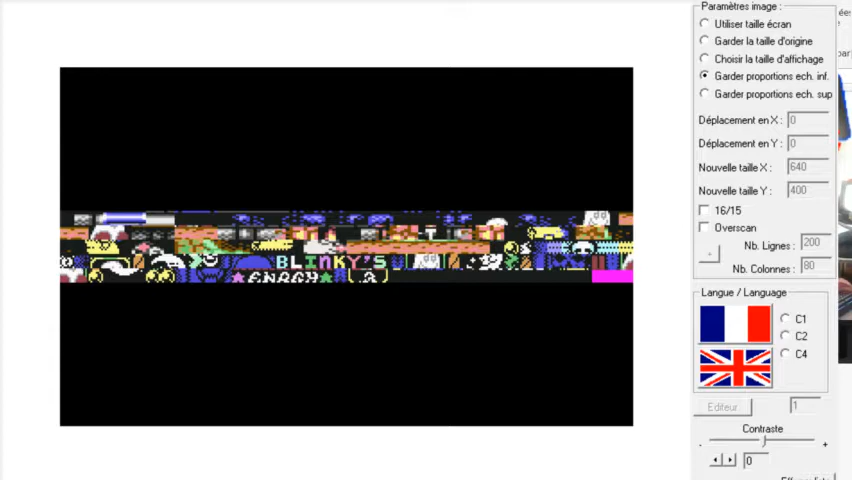 BLINKY'S
ENRGY
Paramètres image :
Utiliser taille écran
Garder la taille d'origine
Choisir la taille d'affichage
Garder proportions ech. inf.
Garder proportions ech. sup
Déplacement en X : 0
Déplacement en Y : 0
Nouvelle taille X : 640
Nouvelle taille Y : 400
16/15
Overscan
Nb. Lignes : 200
Nb. Colonnes : 80
Langue / Language
C1
C2
C4
Editeur 1
Contraste
- +
0